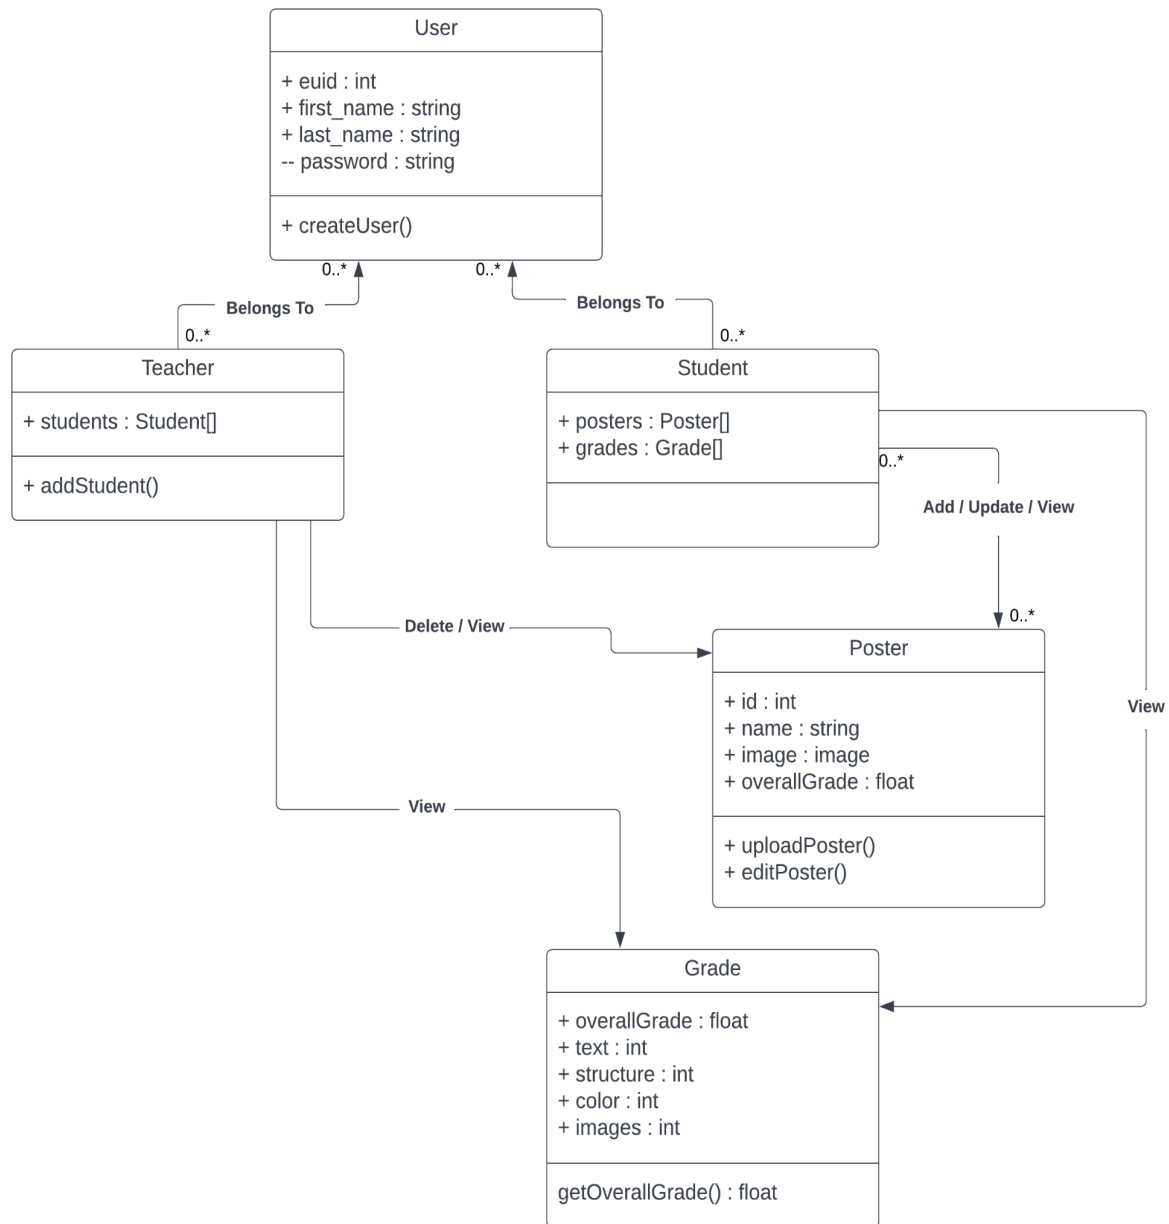 User
+ euid : int
+ first_name : string
+ last_name : string
-- password : string
+ createUser()
0..*
0..*
Belongs To
Belongs To
0..*
0..*
Teacher
+ students : Student[]
+ addStudent()
Student
+ posters : Poster[]
+ grades : Grade[]
0..*
Add / Update / View
0..*
Delete / View
Poster
+ id : int
+ name : string
+ image : image
+ overallGrade : float
+ uploadPoster()
+ editPoster()
View
View
Grade
+ overallGrade : float
+ text : int
+ structure : int
+ color : int
+ images : int
getOverallGrade() : float